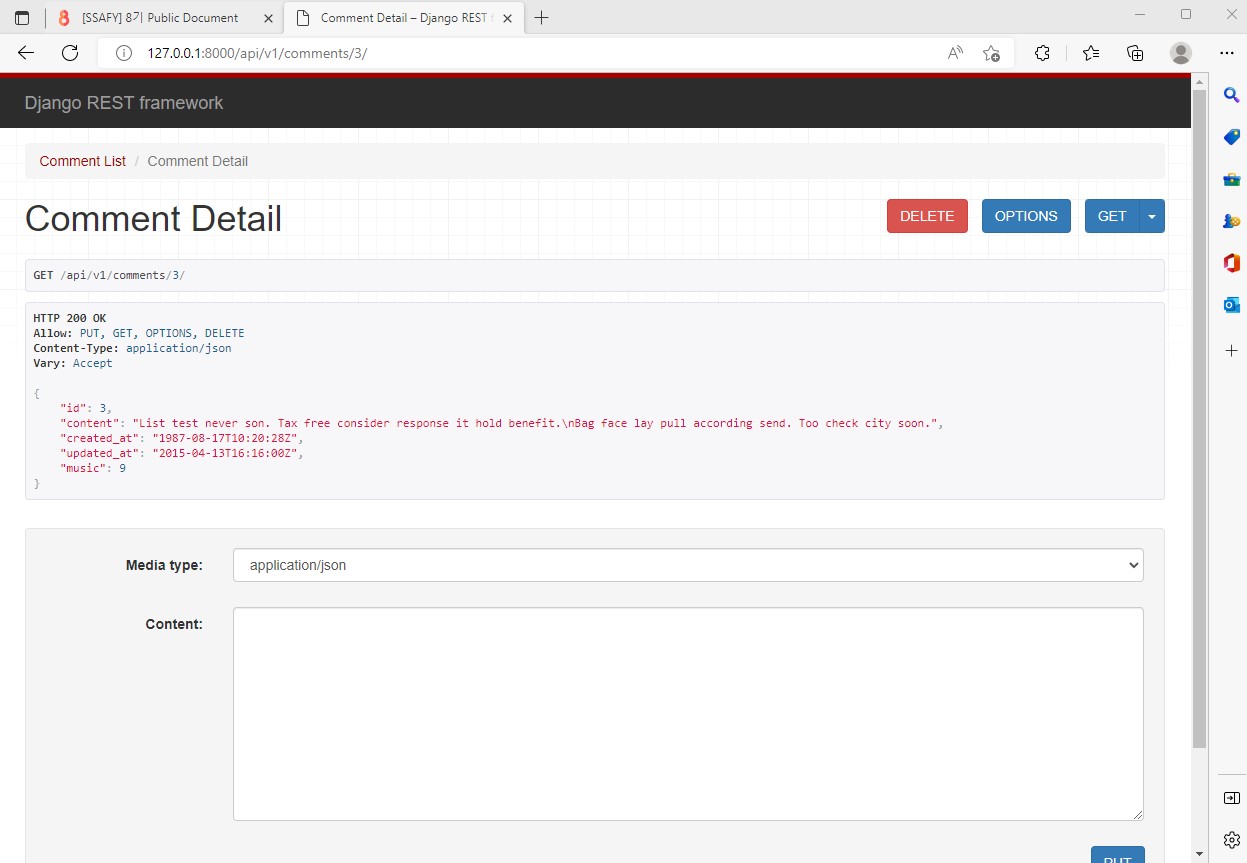 [SSAFY] 8기 Public Document
Comment Detail – Django REST f
127.0.0.1:8000/api/v1/comments/3/
Django REST framework
Comment List / Comment Detail
Comment Detail
DELETE
OPTIONS
GET
GET /api/v1/comments/3/
HTTP 200 OK
Allow: PUT, GET, OPTIONS, DELETE
Content-Type: application/json
Vary: Accept
{
"id": 3,
"content": "List test never son. Tax free consider response it hold benefit.\nBag face lay pull according send. Too check city soon.",
"created_at": "1987-08-17T10:20:28Z",
"updated_at": "2015-04-13T16:16:00Z",
"music": 9
}
Media type:
application/json
Content:
PUT